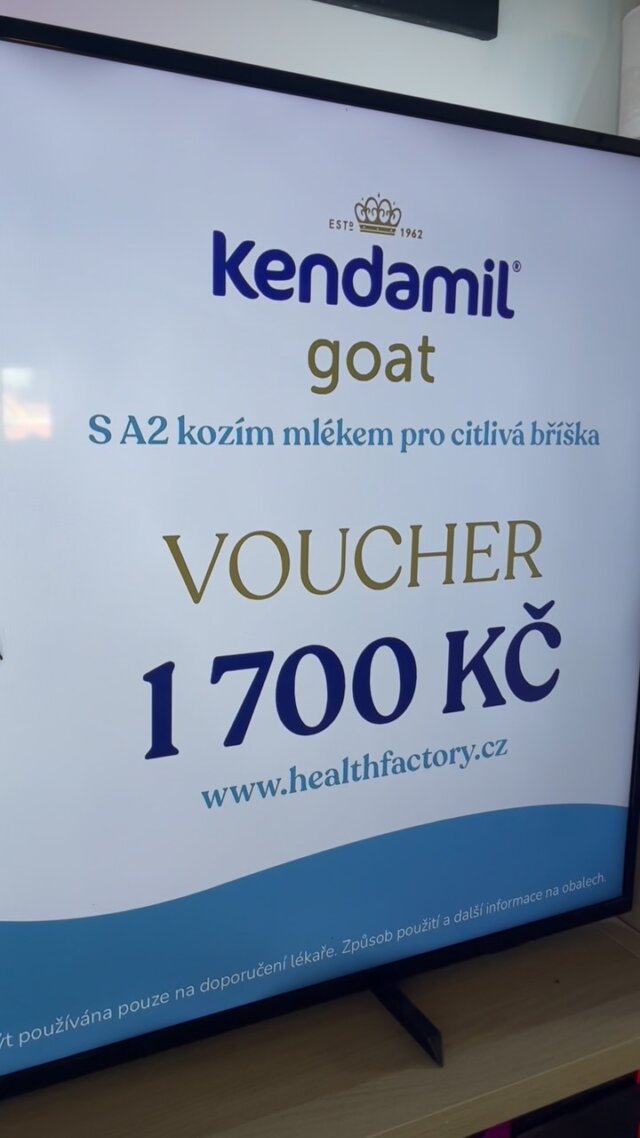 ESTD 1962
Kendamil®
goat
S A2 kozím mlékem pro citlivá bříška
VOUCHER
1 700 KČ
www.healthfactory.cz
používána pouze na doporučení lékaře. Způsob použití a další informace na obalech.